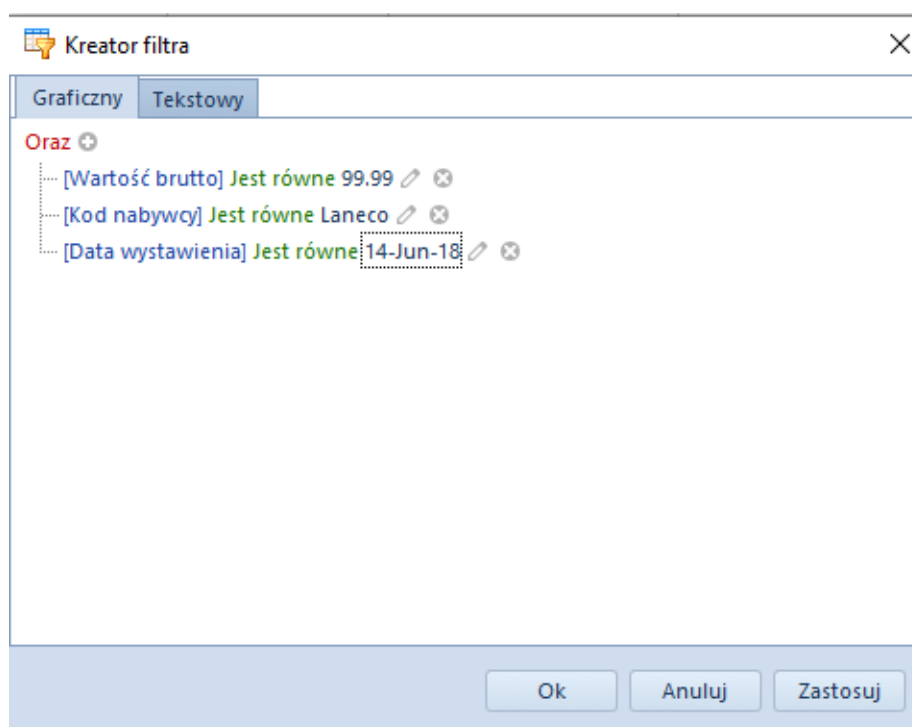 Kreator filtra
Graficzny Tekstowy
Oraz
[Wartość brutto] Jest równe 99.99
[Kod nabywcy] Jest równe Laneco
[Data wystawienia] Jest równe 14-Jun-18
Ok Anuluj Zastosuj